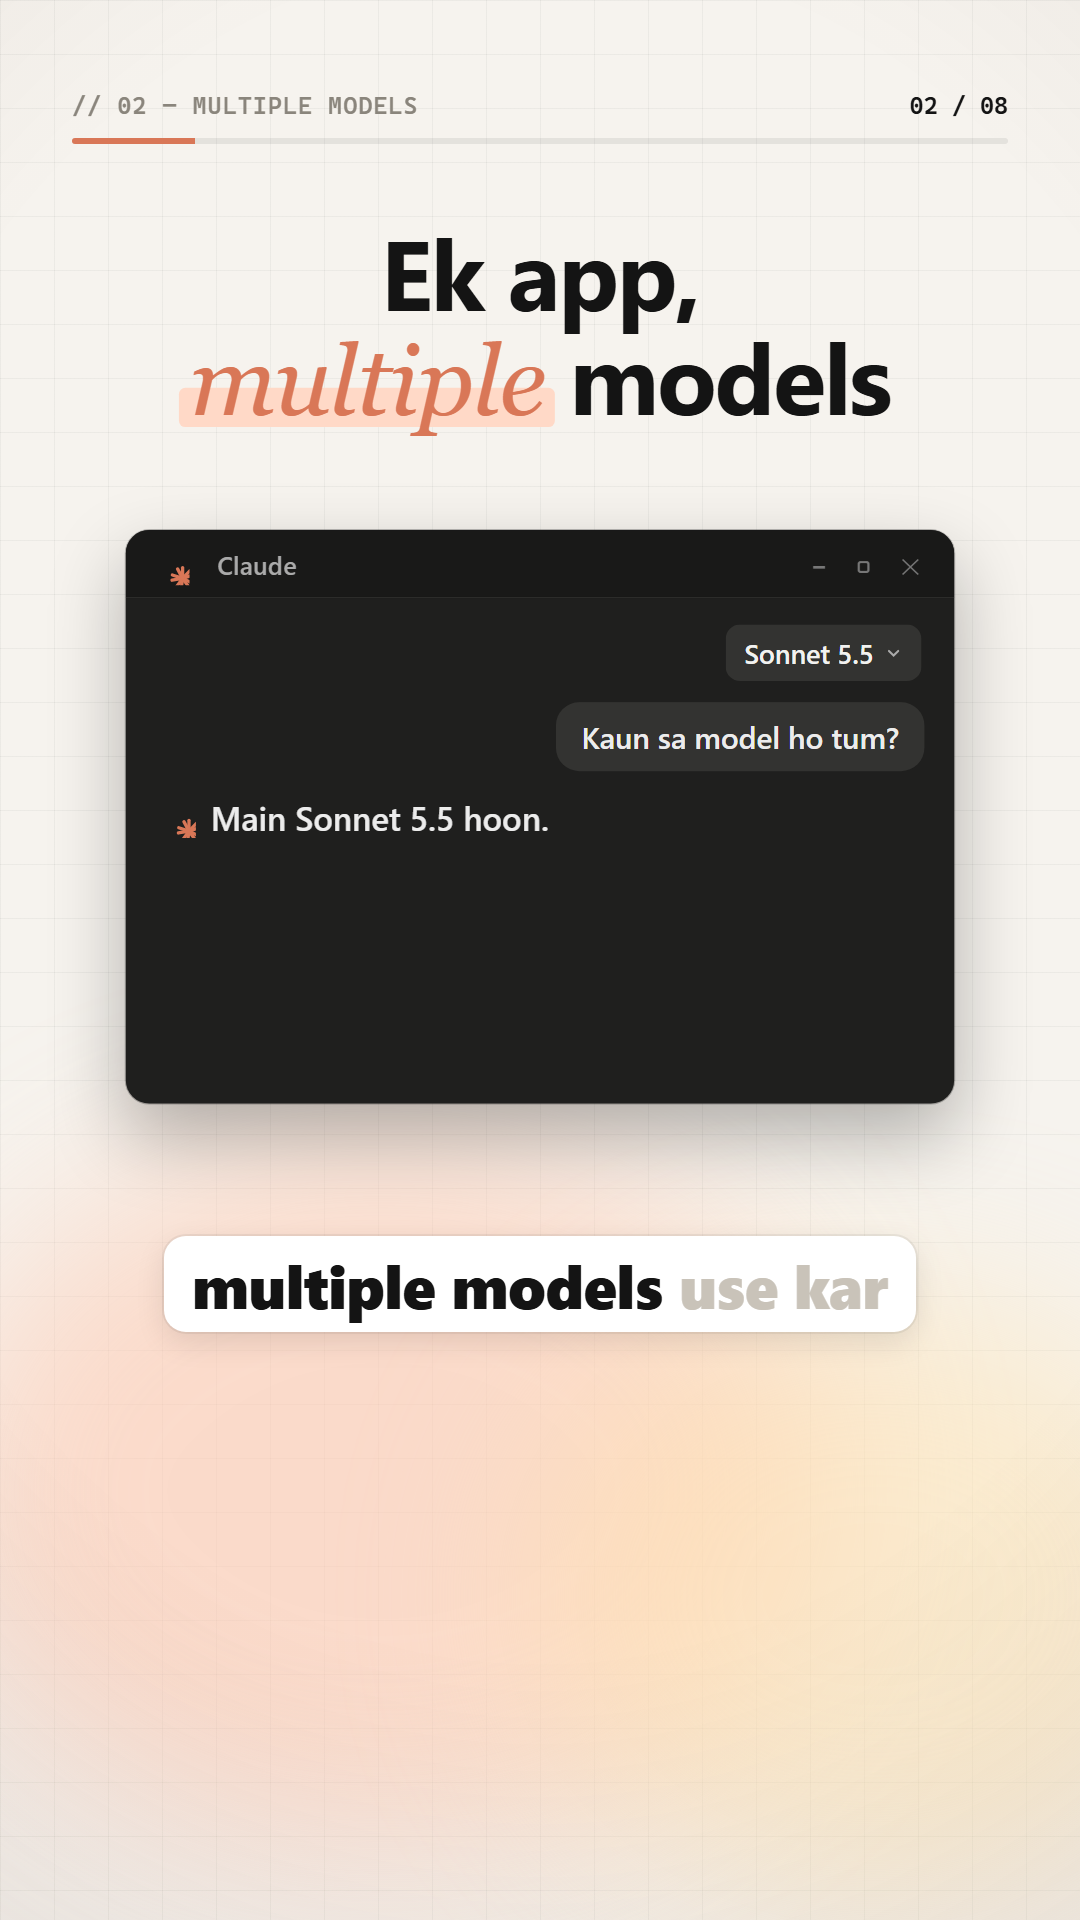 // 02 — MULTIPLE MODELS
02 / 08
Ek app,
multiple models
Claude
Sonnet 5.5
Kaun sa model ho tum?
Main Sonnet 5.5 hoon.
multiple models use kar